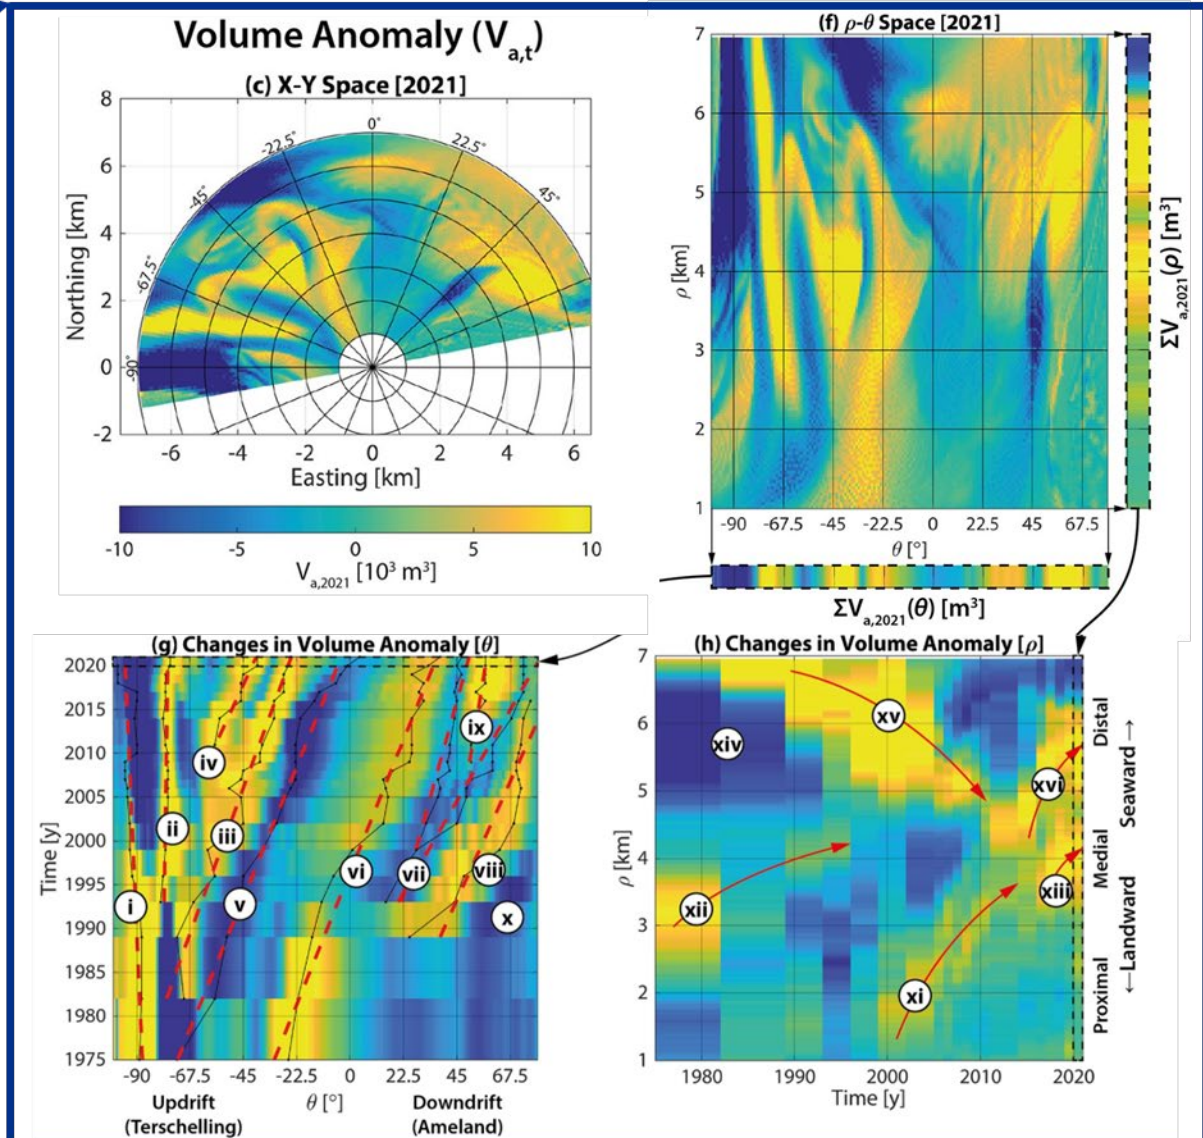 Volume Anomaly (Va,t)
(c) X-Y Space [2021]
8
6
4
2
0
-2
Northing [km]
-90°
-67.5°
-45°
-22.5°
0°
22.5°
45°
-6 -4 -2 0 2 4 6
Easting [km]
-10 -5 0 5 10
Va,2021 [10³ m³]
(f) ρ-θ Space [2021]
7
6
5
4
3
2
1
ρ [km]
-90 -67.5 -45 -22.5 0 22.5 45 67.5
θ [°]
ΣVa,2021(ρ) [m³]
ΣVa,2021(θ) [m³]
(g) Changes in Volume Anomaly [θ]
2020
2015
2010
2005
2000
1995
1990
1985
1980
1975
Time [y]
i
ii
iii
iv
v
vi
vii
viii
ix
x
-90 -67.5 -45 -22.5 0 22.5 45 67.5
Updrift θ [°] Downdrift
(Terschelling) (Ameland)
(h) Changes in Volume Anomaly [ρ]
7
6
5
4
3
2
1
ρ [km]
xiv
xv
xvi
xii
xiii
xi
1980 1990 2000 2010 2020
Time [y]
Proximal Medial Distal
←Landward Seaward→